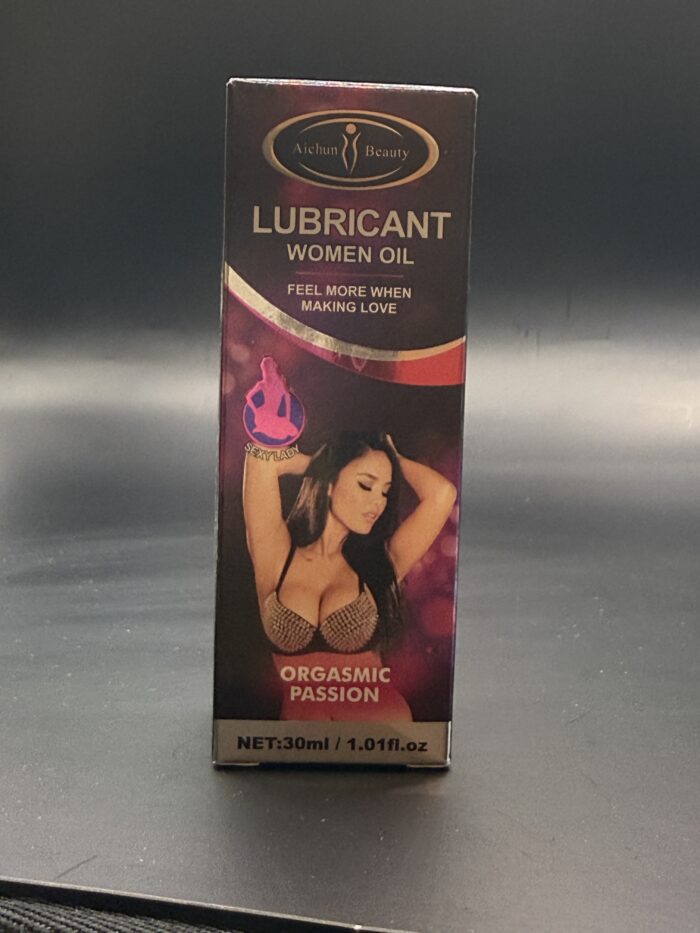 Aichun Beauty
LUBRICANT
WOMEN OIL
FEEL MORE WHEN
MAKING LOVE
SEXY LADY
ORGASMIC
PASSION
NET:30ml / 1.01fl.oz